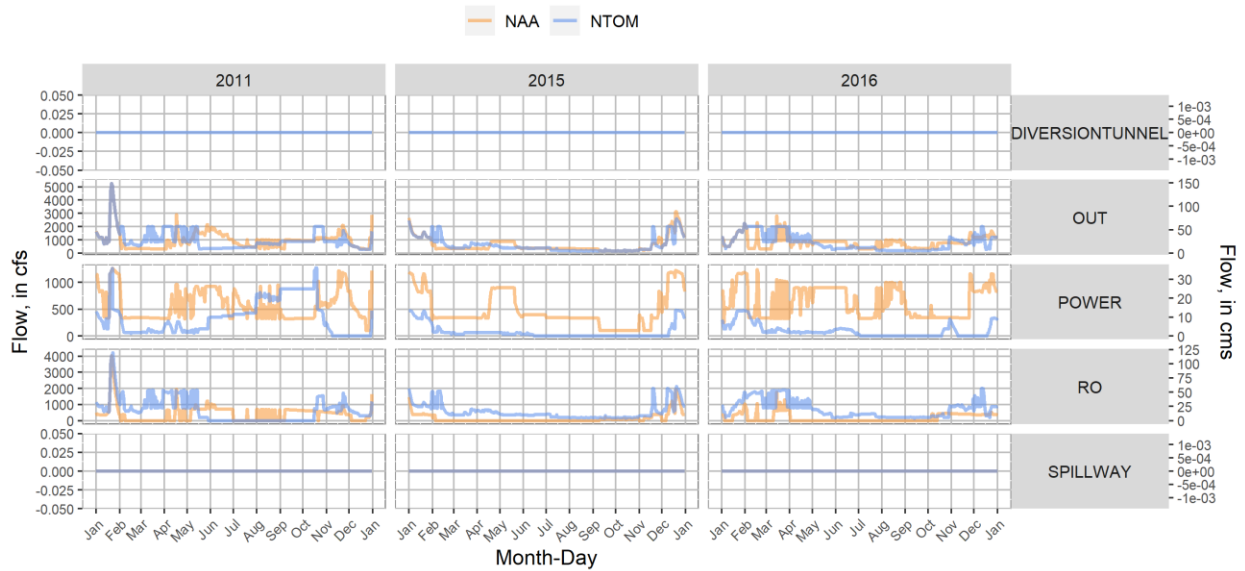 NAA NTOM
2011 2015 2016
Flow, in cfs
Flow, in cms
0.050
0.025
0.000
-0.025
-0.050
1e-03
5e-04
0e+00
-5e-04
-1e-03
DIVERSIONTUNNEL
5000
4000
3000
2000
1000
0
150
100
50
0
OUT
1000
500
0
30
20
10
0
POWER
4000
3000
2000
1000
0
125
100
75
50
25
0
RO
0.050
0.025
0.000
-0.025
-0.050
1e-03
5e-04
0e+00
-5e-04
-1e-03
SPILLWAY
Jan Feb Mar Apr May Jun Jul Aug Sep Oct Nov Dec Jan Jan Feb Mar Apr May Jun Jul Aug Sep Oct Nov Dec Jan Jan Feb Mar Apr May Jun Jul Aug Sep Oct Nov Dec Jan
Month-Day